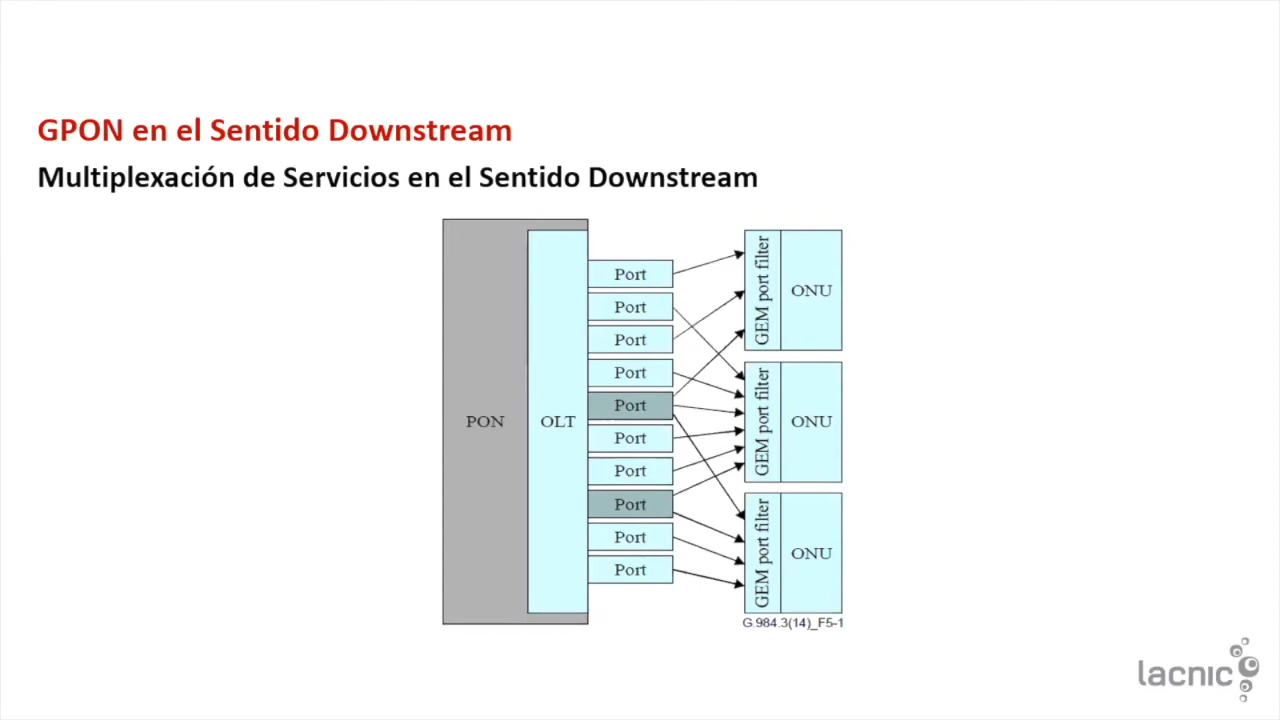 GPON en el Sentido Downstream
Multiplexación de Servicios en el Sentido Downstream
PON
OLT
Port
Port
Port
Port
Port
Port
Port
Port
Port
Port
GEM port filter
ONU
GEM port filter
ONU
GEM port filter
ONU
G.984.3(14)_F5-1
lacnic